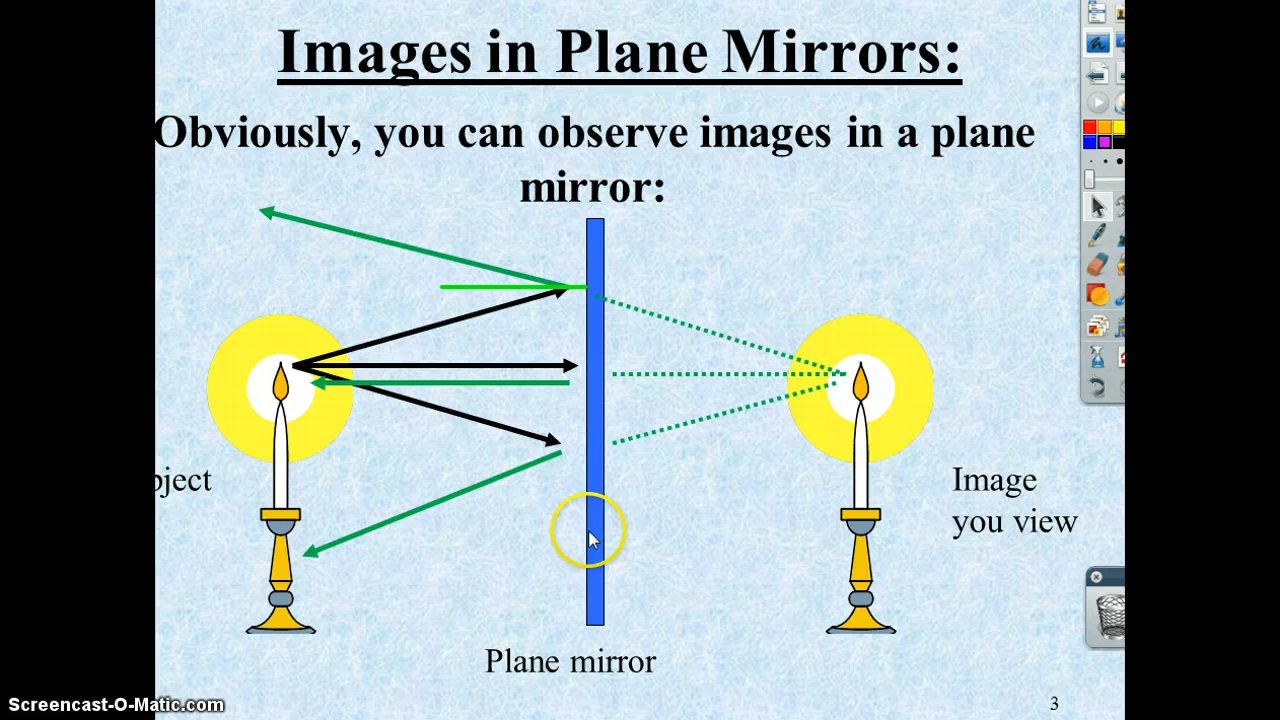 Images in Plane Mirrors:
Obviously, you can observe images in a plane
mirror:
bject
Image
you view
Plane mirror
3
Screencast-O-Matic.com